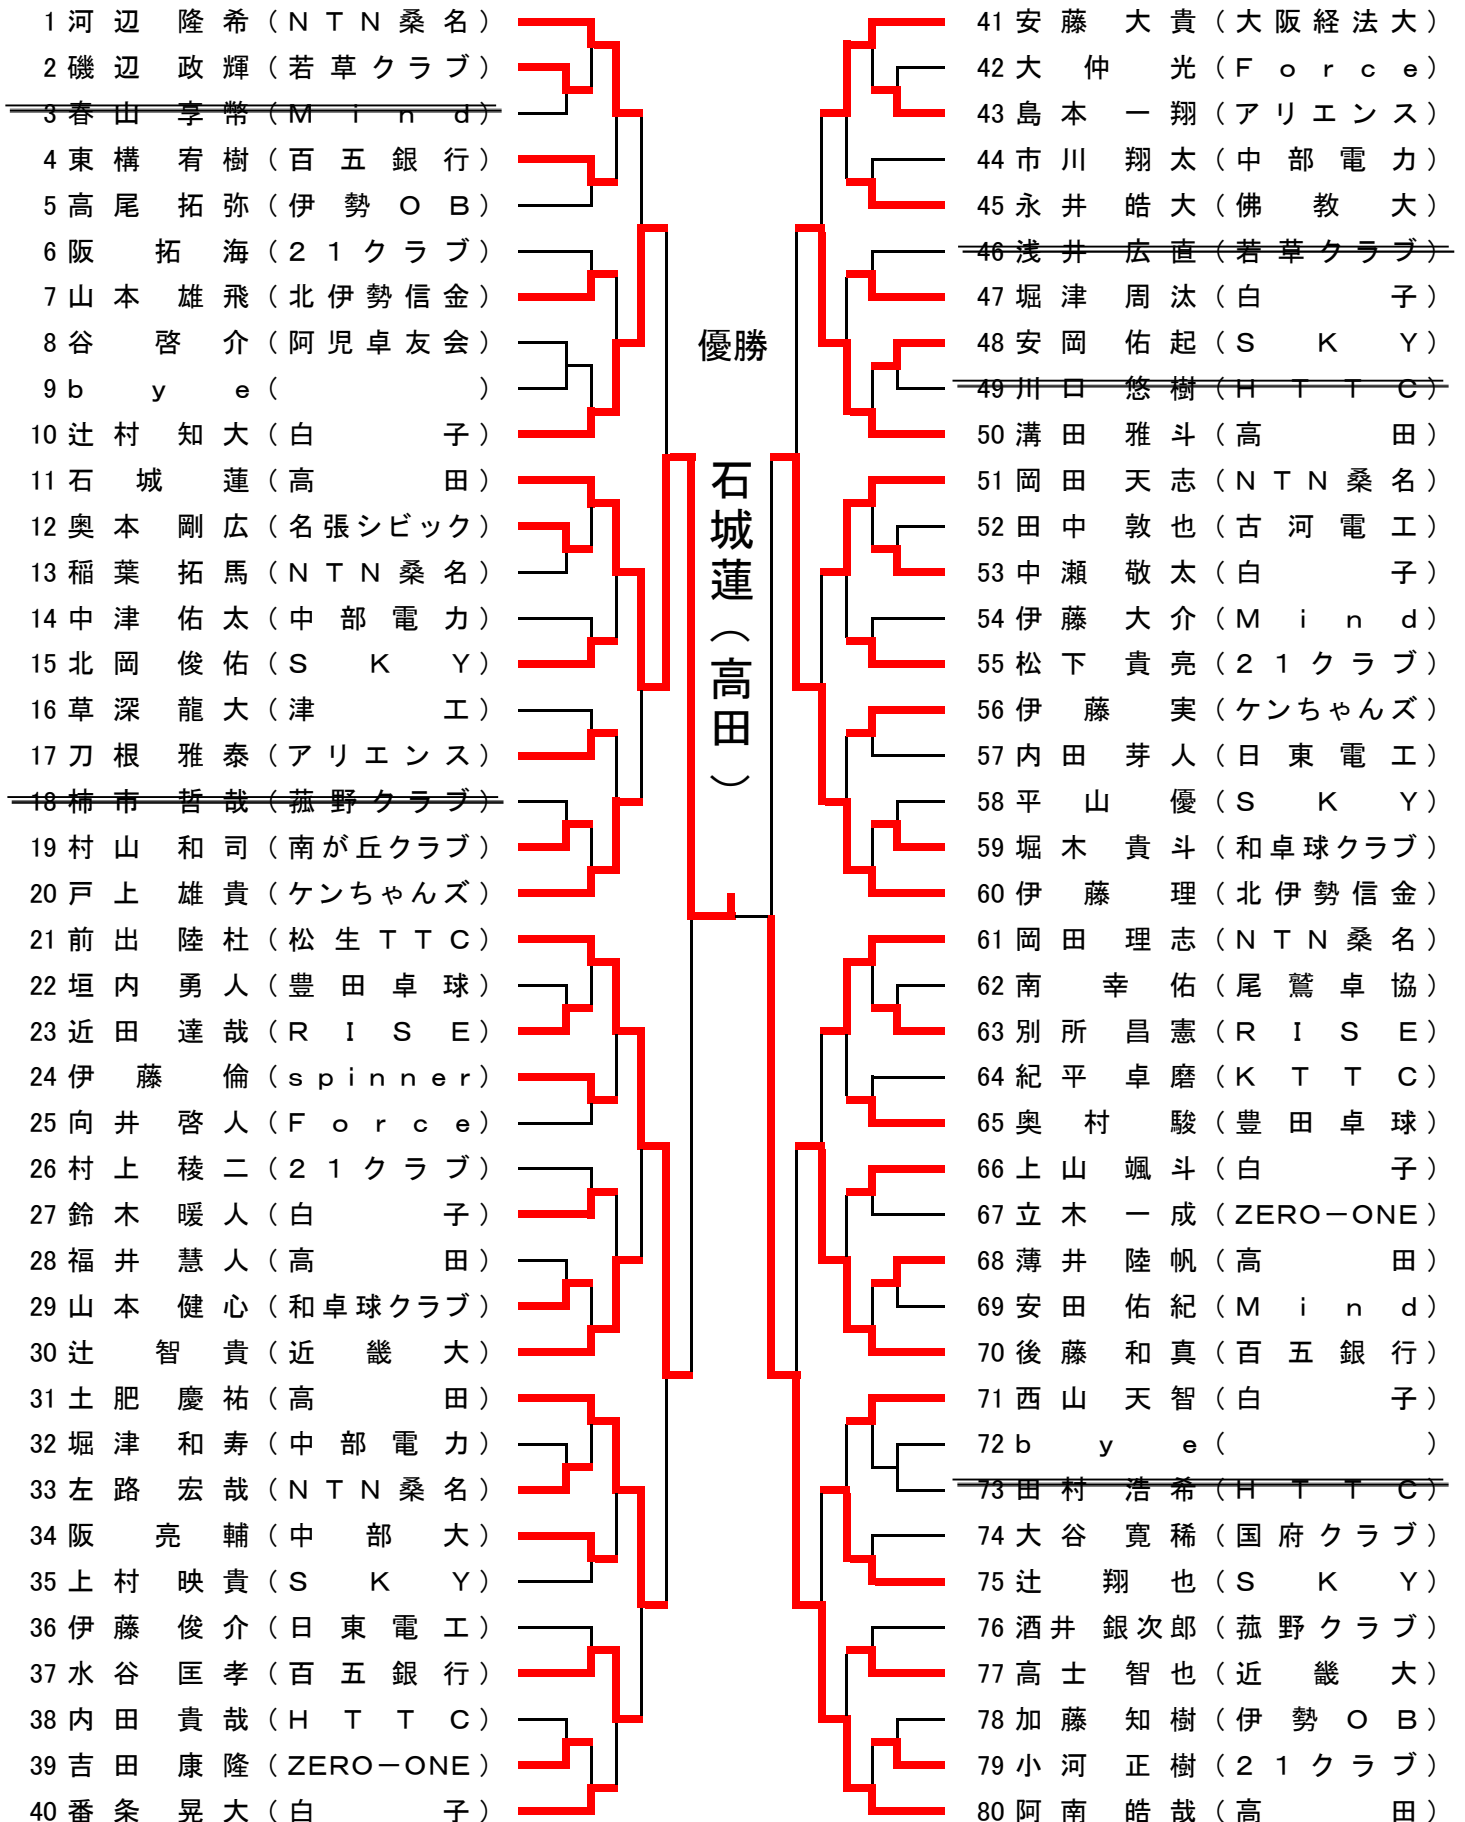 1 河辺 隆希 (NTN桑名)
2 磯辺 政輝 (若草クラブ)
3 春山 享幣 (Mind)
4 東構 宥樹 (百五銀行)
5 高尾 拓弥 (伊勢OB)
6 阪 拓海 (21クラブ)
7 山本 雄飛 (北伊勢信金)
8 谷 啓介 (阿児卓友会)
9 bye ( )
10 辻村 知大 (白子)
11 石城 蓮 (高田)
12 奥本 剛広 (名張シビック)
13 稲葉 拓馬 (NTN桑名)
14 中津 佑太 (中部電力)
15 北岡 俊佑 (SKY)
16 草深 龍大 (津工)
17 刀根 雅泰 (アリエンス)
18 柿市 哲哉 (菰野クラブ)
19 村山 和司 (南が丘クラブ)
20 戸上 雄貴 (ケンちゃんズ)
21 前出 陸杜 (松生TTC)
22 垣内 勇人 (豊田卓球)
23 近田 達哉 (RISE)
24 伊藤 倫 (spinner)
25 向井 啓人 (Force)
26 村上 稜二 (21クラブ)
27 鈴木 暖人 (白子)
28 福井 慧人 (高田)
29 山本 健心 (和卓球クラブ)
30 辻 智貴 (近畿大)
31 土肥 慶祐 (高田)
32 堀津 和寿 (中部電力)
33 左路 宏哉 (NTN桑名)
34 阪 亮輔 (中部大)
35 上村 映貴 (SKY)
36 伊藤 俊介 (日東電工)
37 水谷 匡孝 (百五銀行)
38 内田 貴哉 (HTTC)
39 吉田 康隆 (ZERO－ONE)
40 番条 晃大 (白子)
優勝
石城蓮（高田）
41 安藤 大貴 (大阪経法大)
42 大仲 光 (Force)
43 島本 一翔 (アリエンス)
44 市川 翔太 (中部電力)
45 永井 皓大 (佛教大)
46 浅井 広直 (若草クラブ)
47 堀津 周汰 (白子)
48 安岡 佑起 (SKY)
49 川口 悠樹 (HTTC)
50 溝田 雅斗 (高田)
51 岡田 天志 (NTN桑名)
52 田中 敦也 (古河電工)
53 中瀬 敬太 (白子)
54 伊藤 大介 (Mind)
55 松下 貴亮 (21クラブ)
56 伊藤 実 (ケンちゃんズ)
57 内田 芽人 (日東電工)
58 平山 優 (SKY)
59 堀木 貴斗 (和卓球クラブ)
60 伊藤 理 (北伊勢信金)
61 岡田 理志 (NTN桑名)
62 南 幸佑 (尾鷲卓協)
63 別所 昌憲 (RISE)
64 紀平 卓磨 (KTTC)
65 奥村 駿 (豊田卓球)
66 上山 颯斗 (白子)
67 立木 一成 (ZERO－ONE)
68 薄井 陸帆 (高田)
69 安田 佑紀 (Mind)
70 後藤 和真 (百五銀行)
71 西山 天智 (白子)
72 bye ( )
73 田村 浩希 (HTTC)
74 大谷 寛稀 (国府クラブ)
75 辻 翔也 (SKY)
76 酒井 銀次郎 (菰野クラブ)
77 高士 智也 (近畿大)
78 加藤 知樹 (伊勢OB)
79 小河 正樹 (21クラブ)
80 阿南 皓哉 (高田)